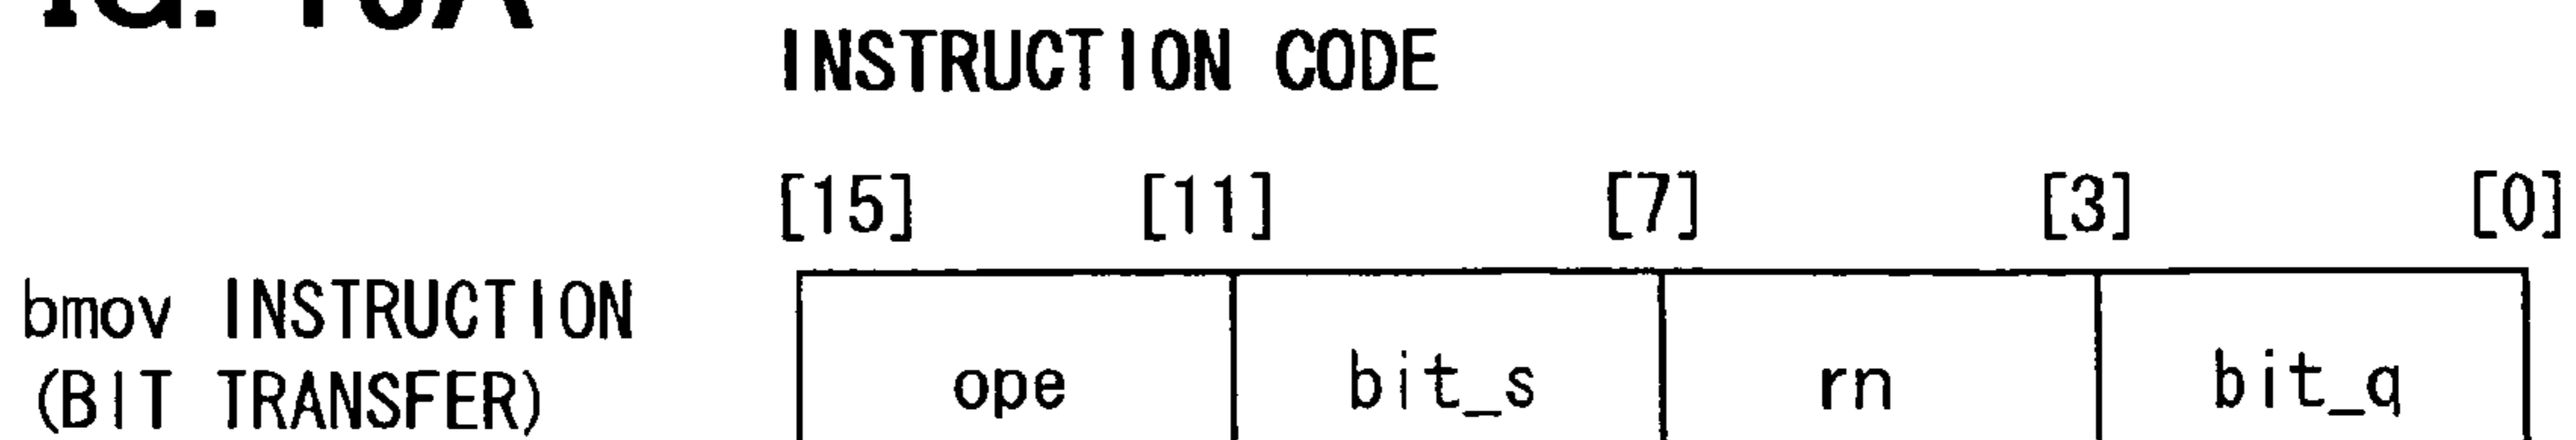 INSTRUCTION CODE
[15] [11] [7] [3] [0]
bmov INSTRUCTION
(BIT TRANSFER)
ope bit_s rn bit_q